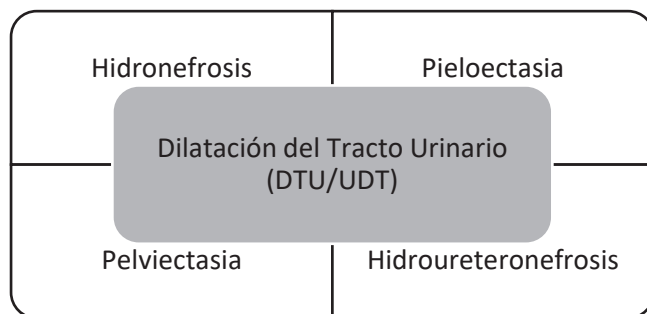 Hidronefrosis
Pieloectasia
Dilatación del Tracto Urinario
(DTU/UDT)
Pelviectasia
Hidroureteronefrosis